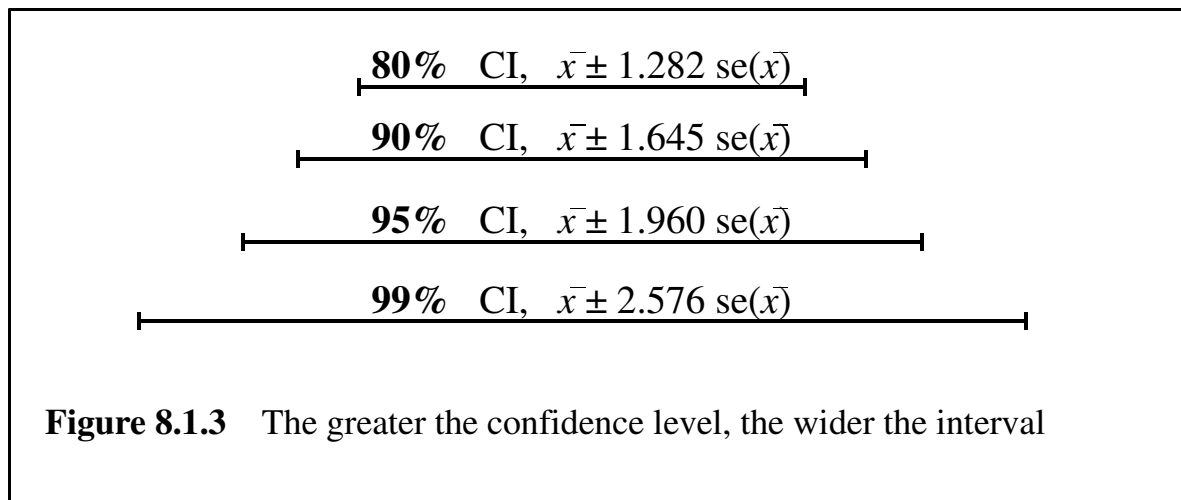 80% CI, x̄ ± 1.282 se(x̄)
90% CI, x̄ ± 1.645 se(x̄)
95% CI, x̄ ± 1.960 se(x̄)
99% CI, x̄ ± 2.576 se(x̄)
Figure 8.1.3 The greater the confidence level, the wider the interval